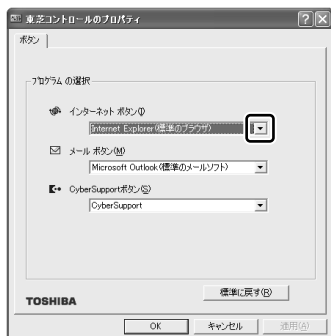 東芝コントロールのプロパティ
ボタン
プログラムの選択
インターネット ボタン(I)
Internet Explorer(標準のブラウザ)
メール ボタン(M)
Microsoft Outlook(標準のメールソフト)
CyberSupportボタン(S)
CyberSupport
標準に戻す(R)
TOSHIBA
OK
キャンセル
適用(A)